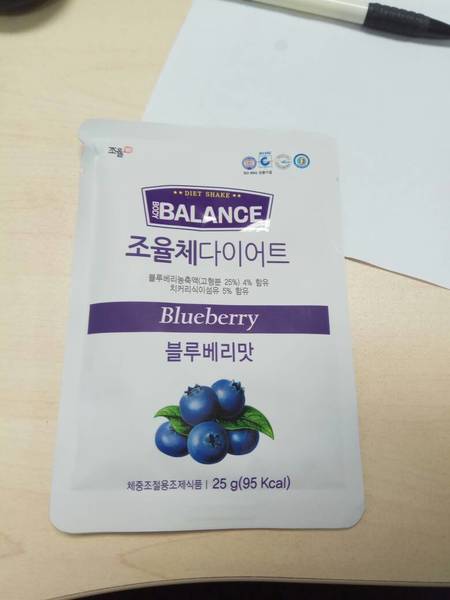 조율
DIET SHAKE
BODY BALANCE
조율체다이어트
블루베리농축액(고형분 25%) 4% 함유
치커리식이섬유 5% 함유
Blueberry
블루베리맛
체중조절용조제식품 | 25 g(95 Kcal)